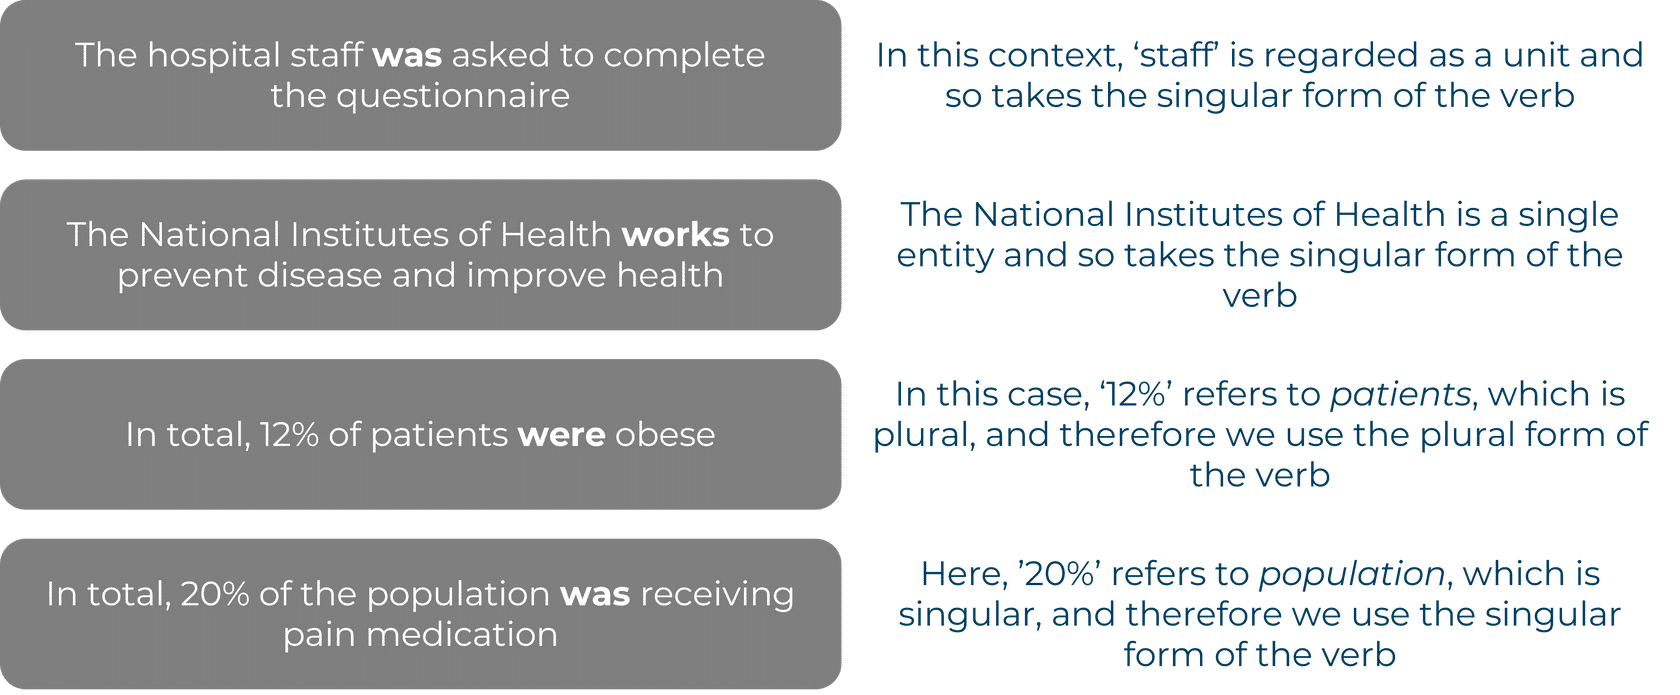 The hospital staff was asked to complete
the questionnaire
In this context, ‘staff’ is regarded as a unit and
so takes the singular form of the verb
The National Institutes of Health works to
prevent disease and improve health
The National Institutes of Health is a single
entity and so takes the singular form of the
verb
In total, 12% of patients were obese
In this case, ‘12%’ refers to patients, which is
plural, and therefore we use the plural form of
the verb
In total, 20% of the population was receiving
pain medication
Here, ’20%’ refers to population, which is
singular, and therefore we use the singular
form of the verb